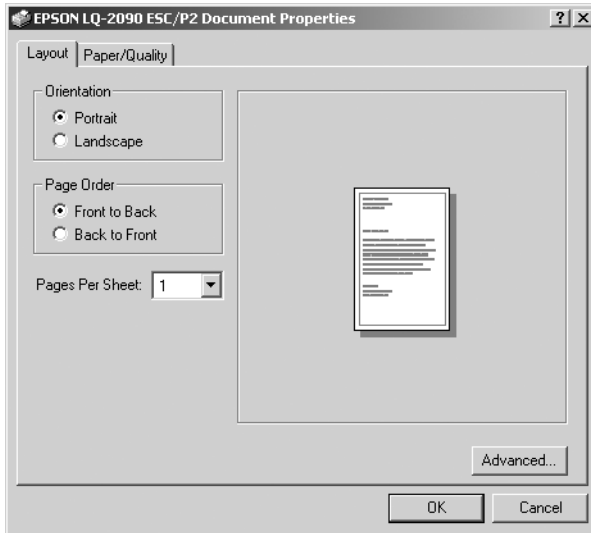 EPSON LQ-2090 ESC/P2 Document Properties
Layout
Paper/Quality
Orientation
Portrait
Landscape
Page Order
Front to Back
Back to Front
Pages Per Sheet: 1
Advanced...
OK
Cancel